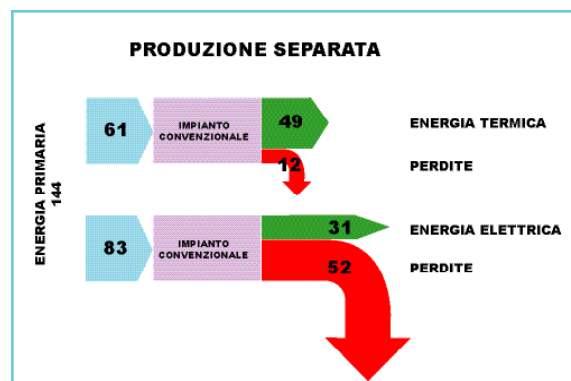 PRODUZIONE SEPARATA
ENERGIA PRIMARIA
144
61
IMPIANTO
CONVENZIONALE
49
ENERGIA TERMICA
12
PERDITE
83
IMPIANTO
CONVENZIONALE
31
ENERGIA ELETTRICA
52
PERDITE